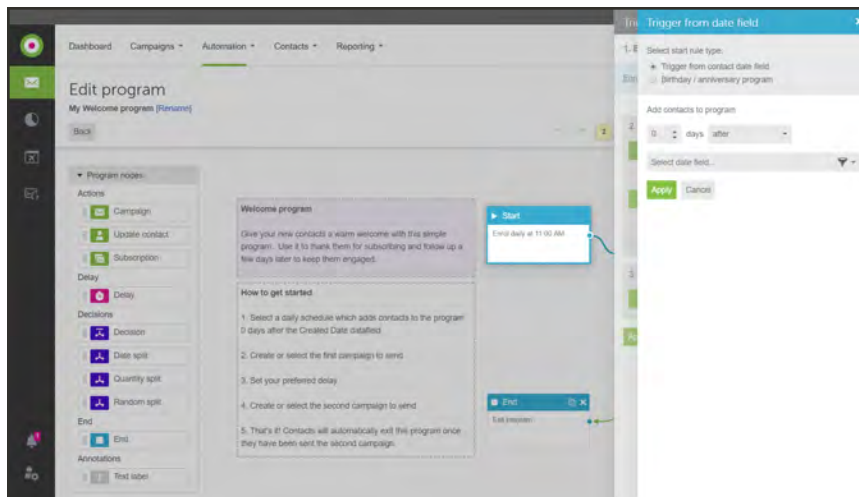 Dashboard Campaigns Automation Contacts Reporting
Edit program
My Welcome program [Rename]
Back
2
Program nodes
Actions
Campaign
Update contact
Subscription
Delay
Delay
Decisions
Decision
Date split
Quantity split
Random split
End
End
Annotations
Text label
Welcome program
Give your new contacts a warm welcome with this simple
program. Use it to thank them for subscribing and follow up a
few days later to keep them engaged.
How to get started
1. Select a daily schedule which adds contacts to the program
0 days after the Created Date datafield.
2. Create or select the first campaign to send
3. Set your preferred delay
4. Create or select the second campaign to send
5. That's it! Contacts will automatically exit this program once
they have been sent the second campaign.
Start
Enrol daily at 11:00 AM
End
1.
2
3
Trigger from date field
Select start rule type:
Trigger from contact date field
Birthday / anniversary program
Add contacts to program
0 days after
Select date field...
Apply Cancel